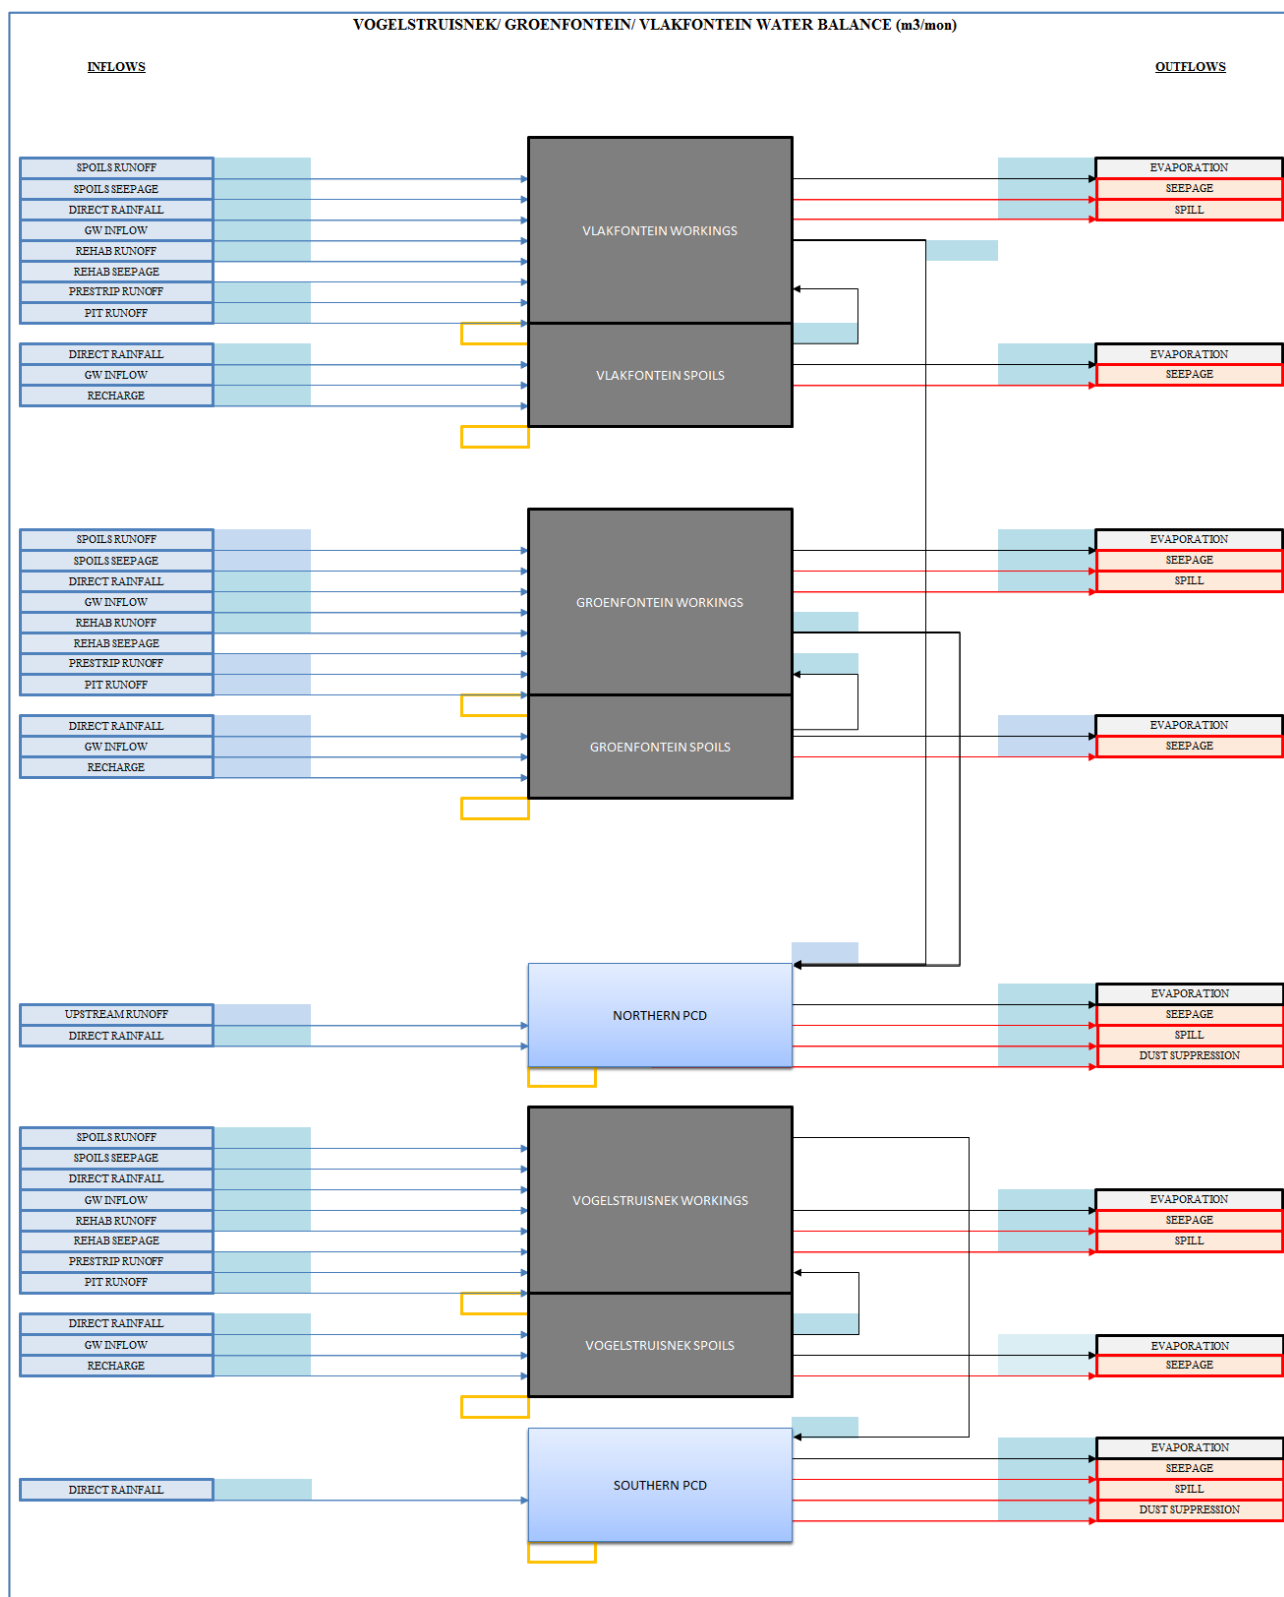 VOGELSTRUISNEK/ GROENFONTEIN/ VLAKFONTEIN WATER BALANCE (m3/mon)
INFLOWS
OUTFLOWS
SPOILS RUNOFF
SPOILS SEEPAGE
DIRECT RAINFALL
GW INFLOW
REHAB RUNOFF
REHAB SEEPAGE
PRESTRIP RUNOFF
PIT RUNOFF
VLAKFONTEIN WORKINGS
EVAPORATION
SEEPAGE
SPILL
DIRECT RAINFALL
GW INFLOW
RECHARGE
VLAKFONTEIN SPOILS
EVAPORATION
SEEPAGE
SPOILS RUNOFF
SPOILS SEEPAGE
DIRECT RAINFALL
GW INFLOW
REHAB RUNOFF
REHAB SEEPAGE
PRESTRIP RUNOFF
PIT RUNOFF
GROENFONTEIN WORKINGS
EVAPORATION
SEEPAGE
SPILL
DIRECT RAINFALL
GW INFLOW
RECHARGE
GROENFONTEIN SPOILS
EVAPORATION
SEEPAGE
UPSTREAM RUNOFF
DIRECT RAINFALL
NORTHERN PCD
EVAPORATION
SEEPAGE
SPILL
DUST SUPPRESSION
SPOILS RUNOFF
SPOILS SEEPAGE
DIRECT RAINFALL
GW INFLOW
REHAB RUNOFF
REHAB SEEPAGE
PRESTRIP RUNOFF
PIT RUNOFF
VOGELSTRUISNEK WORKINGS
EVAPORATION
SEEPAGE
SPILL
DIRECT RAINFALL
GW INFLOW
RECHARGE
VOGELSTRUISNEK SPOILS
EVAPORATION
SEEPAGE
DIRECT RAINFALL
SOUTHERN PCD
EVAPORATION
SEEPAGE
SPILL
DUST SUPPRESSION